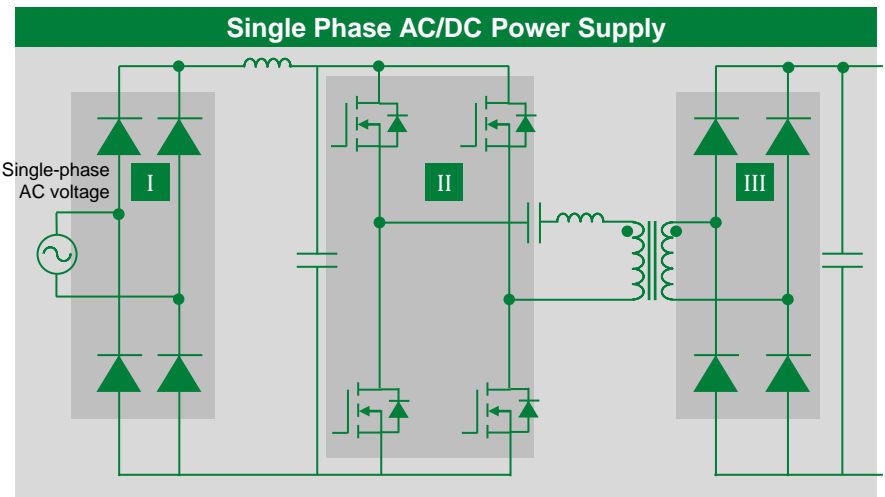 Single Phase AC/DC Power Supply
Single-phase
AC voltage
I
II
III